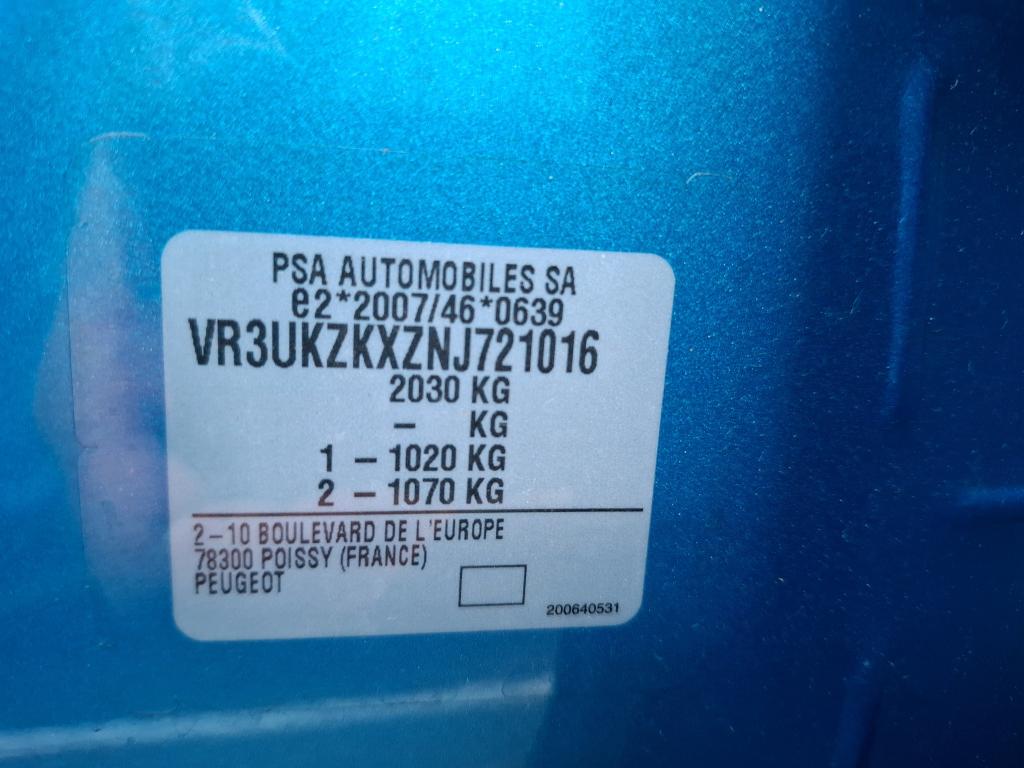 PSA AUTOMOBILES SA
e2*2007/46*0639
VR3UKZKXZNJ721016
2030 KG
– KG
1 – 1020 KG
2 – 1070 KG
2–10 BOULEVARD DE L'EUROPE
78300 POISSY (FRANCE)
PEUGEOT
200640531